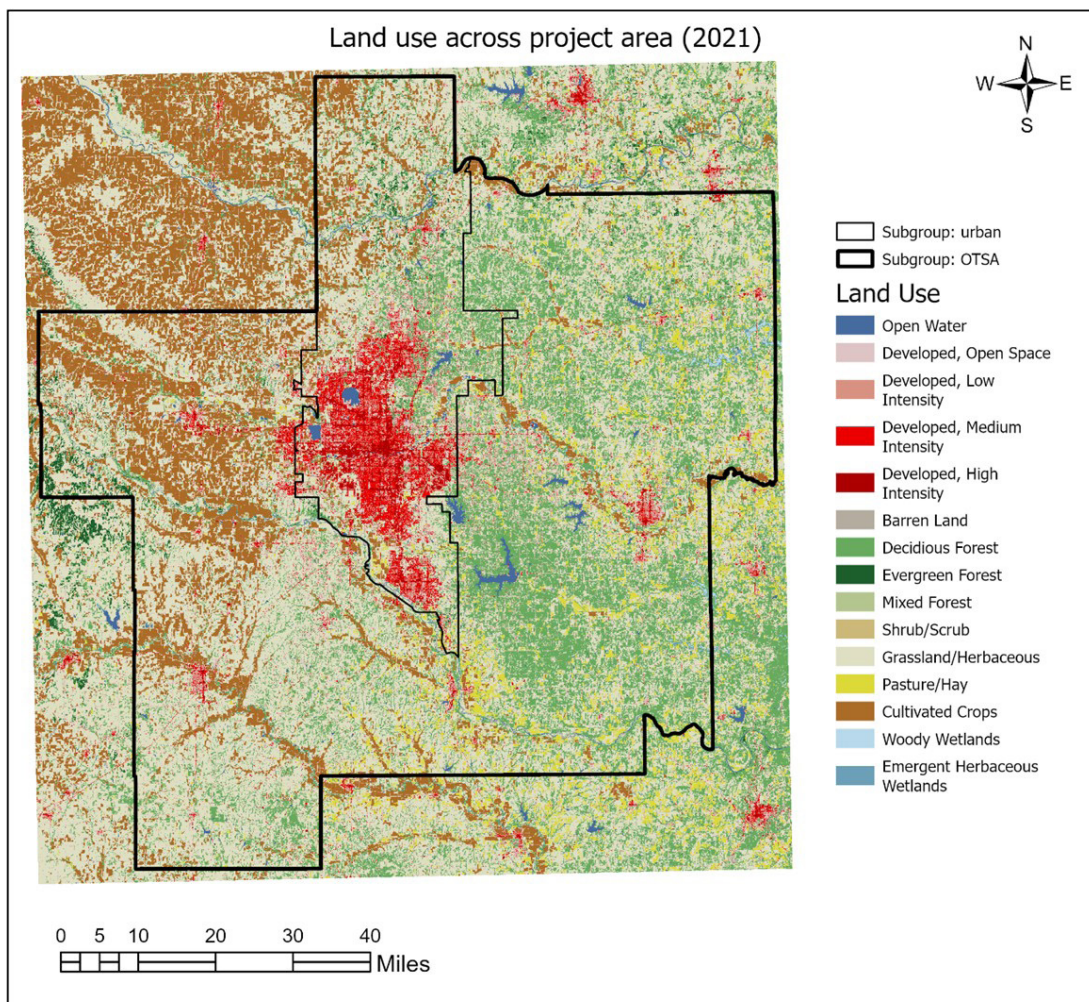 Land use across project area (2021)
N
W
E
S
Subgroup: urban
Subgroup: OTSA
Land Use
Open Water
Developed, Open Space
Developed, Low
Intensity
Developed, Medium
Intensity
Developed, High
Intensity
Barren Land
Decidious Forest
Evergreen Forest
Mixed Forest
Shrub/Scrub
Grassland/Herbaceous
Pasture/Hay
Cultivated Crops
Woody Wetlands
Emergent Herbaceous
Wetlands
0 5 10 20 30 40
Miles